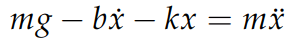 mg − bẋ − kx = mẍ